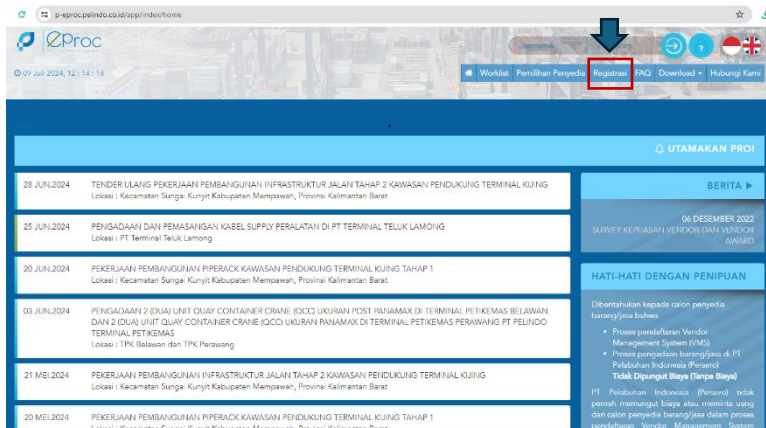 p-eproc.pelindo.co.id/app/index/home
eProc
09 Juli 2024, 12 : 14 : 18
Worklist Pemilihan Penyedia Registrasi FAQ Download Hubungi Kami
UTAMAKAN PROI
28 JUN.2024
TENDER ULANG PEKERJAAN PEMBANGUNAN INFRASTRUKTUR JALAN TAHAP 2 KAWASAN PENDUKUNG TERMINAL KIJING
Lokasi : Kecamatan Sungai Kunyit Kabupaten Mempawah, Provinsi Kalimantan Barat
25 JUN.2024
PENGADAAN DAN PEMASANGAN KABEL SUPPLY PERALATAN DI PT TERMINAL TELUK LAMONG
Lokasi : PT Terminal Teluk Lamong
20 JUN.2024
PEKERJAAN PEMBANGUNAN PIPERACK KAWASAN PENDUKUNG TERMINAL KIJING TAHAP 1
Lokasi : Kecamatan Sungai Kunyit Kabupaten Mempawah, Provinsi Kalimantan Barat
03 JUN.2024
PENGADAAN 2 (DUA) UNIT QUAY CONTAINER CRANE (QCC) UKURAN POST PANAMAX DI TERMINAL PETIKEMAS BELAWAN
DAN 2 (DUA) UNIT QUAY CONTAINER CRANE (QCC) UKURAN PANAMAX DI TERMINAL PETIKEMAS PERAWANG PT PELINDO
TERMINAL PETIKEMAS
Lokasi : TPK Belawan dan TPK Perawang
21 MEI.2024
PEKERJAAN PEMBANGUNAN INFRASTRUKTUR JALAN TAHAP 2 KAWASAN PENDUKUNG TERMINAL KIJING
Lokasi : Kecamatan Sungai Kunyit Kabupaten Mempawah, Provinsi Kalimantan Barat
20 MEI.2024
PEKERJAAN PEMBANGUNAN PIPERACK KAWASAN PENDUKUNG TERMINAL KIJING TAHAP 1
BERITA
06 DESEMBER 2022
SURVEY KEPUASAN VENDOR DAN VENDOR
AWARD
HATI-HATI DENGAN PENIPUAN
Diberitahukan kepada calon penyedia
barang/jasa bahwa
• Proses pendaftaran Vendor
Management System (VMS)
• Proses pengadaan barang/jasa di PT
Pelabuhan Indonesia (Persero)
Tidak Dipungut Biaya (Tanpa Biaya)
PT Pelabuhan Indonesia (Persero) tidak
pernah memungut biaya atau meminta uang
dari calon penyedia barang/jasa dalam proses
pendaftaran Vendor Management System